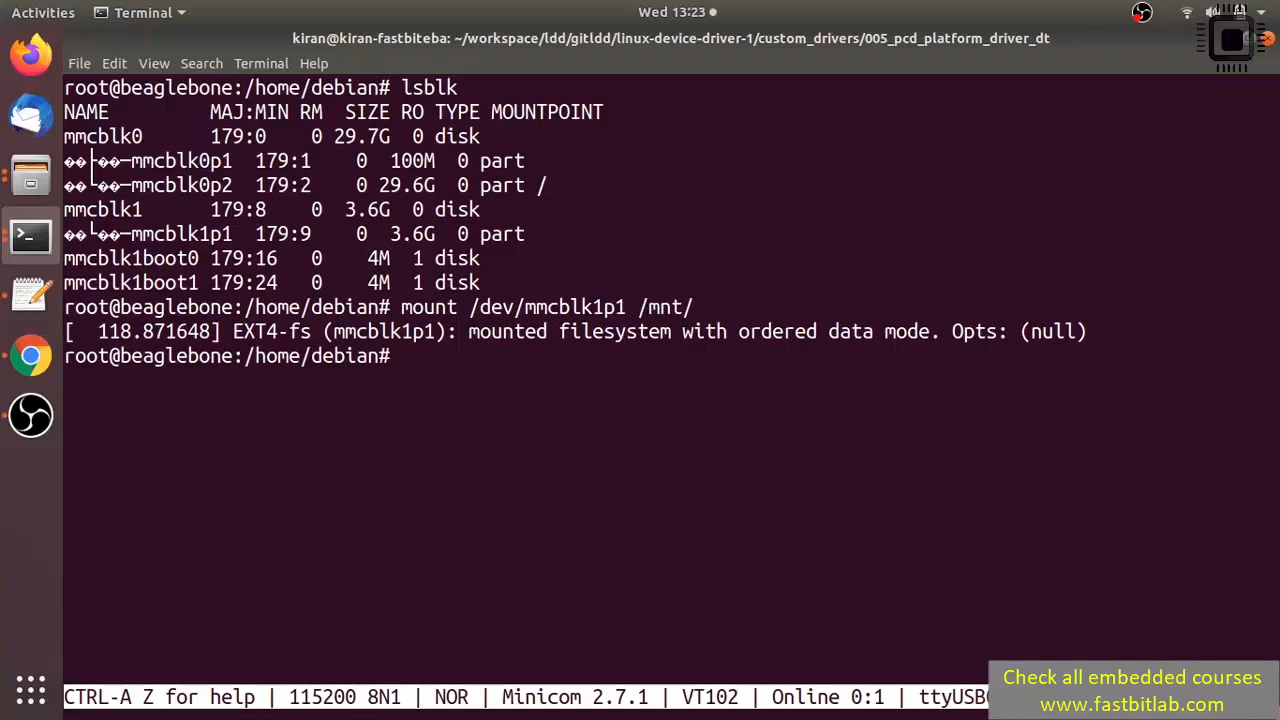 Activities Terminal Wed 13:23
kiran@kiran-fastbiteba: ~/workspace/ldd/gitldd/linux-device-driver-1/custom_drivers/005_pcd_platform_driver_dt
File Edit View Search Terminal Help
root@beaglebone:/home/debian# lsblk
NAME MAJ:MIN RM SIZE RO TYPE MOUNTPOINT
mmcblk0 179:0 0 29.7G 0 disk
��├��─mmcblk0p1 179:1 0 100M 0 part
��└��─mmcblk0p2 179:2 0 29.6G 0 part /
mmcblk1 179:8 0 3.6G 0 disk
��└��─mmcblk1p1 179:9 0 3.6G 0 part
mmcblk1boot0 179:16 0 4M 1 disk
mmcblk1boot1 179:24 0 4M 1 disk
root@beaglebone:/home/debian# mount /dev/mmcblk1p1 /mnt/
[ 118.871648] EXT4-fs (mmcblk1p1): mounted filesystem with ordered data mode. Opts: (null)
root@beaglebone:/home/debian#
CTRL-A Z for help | 115200 8N1 | NOR | Minicom 2.7.1 | VT102 | Online 0:1 | ttyUSB
Check all embedded courses
www.fastbitlab.com